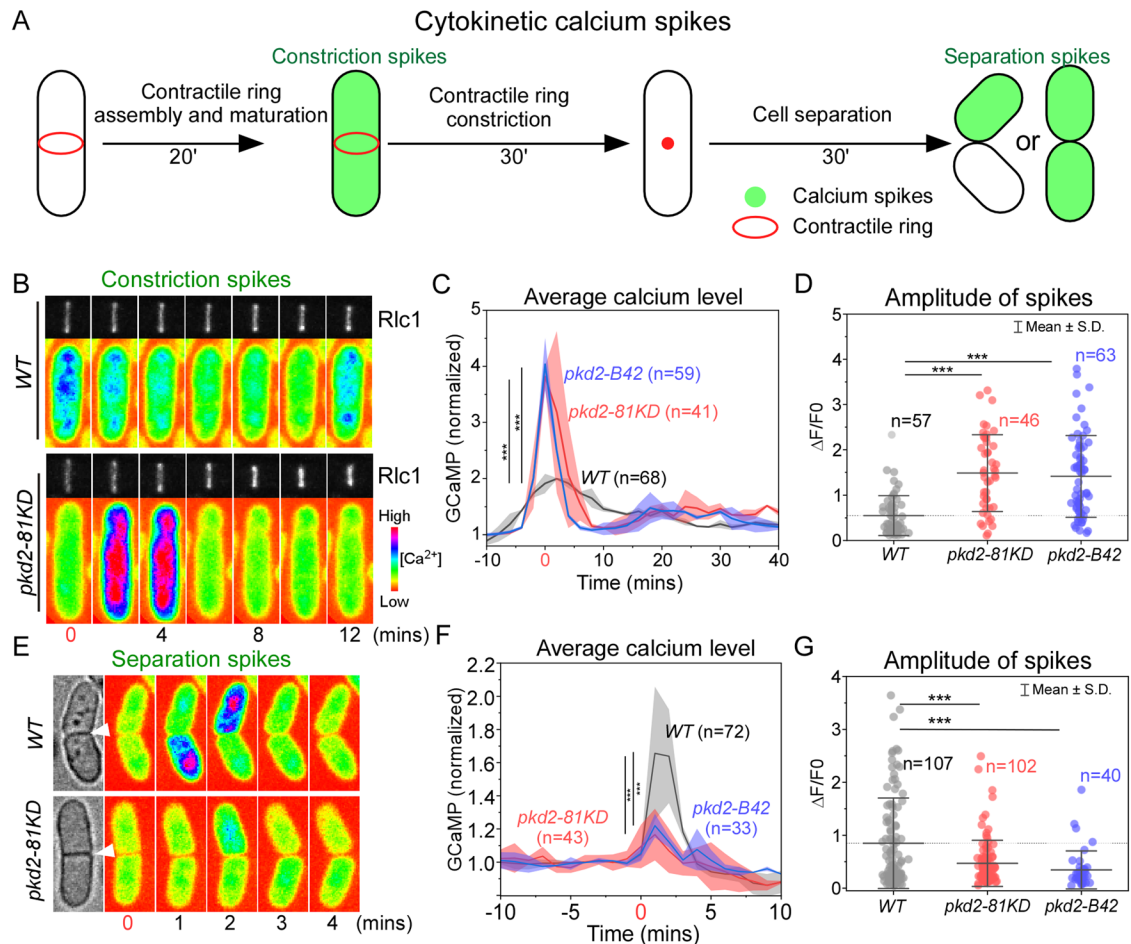 A
Cytokinetic calcium spikes
Constriction spikes
Separation spikes
Contractile ring
assembly and maturation
20'
Contractile ring
constriction
30'
Cell separation
30'
or
Calcium spikes
Contractile ring
B
Constriction spikes
WT
Rlc1
pkd2-81KD
Rlc1
High
[Ca²⁺]
Low
0 4 8 12 (mins)
C
Average calcium level
GCaMP (normalized)
5
4
3
2
1
pkd2-B42 (n=59)
pkd2-81KD (n=41)
WT (n=68)
***
***
-10 0 10 20 30 40
Time (mins)
D
Amplitude of spikes
Mean ± S.D.
ΔF/F0
5
4
3
2
1
0
***
***
n=57
n=46
n=63
WT pkd2-81KD pkd2-B42
E
Separation spikes
WT
pkd2-81KD
0 1 2 3 4 (mins)
F
Average calcium level
GCaMP (normalized)
2.2
2.0
1.8
1.6
1.4
1.2
1.0
WT (n=72)
***
***
pkd2-81KD
(n=43)
pkd2-B42
(n=33)
-10 -5 0 5 10
Time (mins)
G
Amplitude of spikes
Mean ± S.D.
ΔF/F0
4
3
2
1
0
***
***
n=107
n=102
n=40
WT pkd2-81KD pkd2-B42